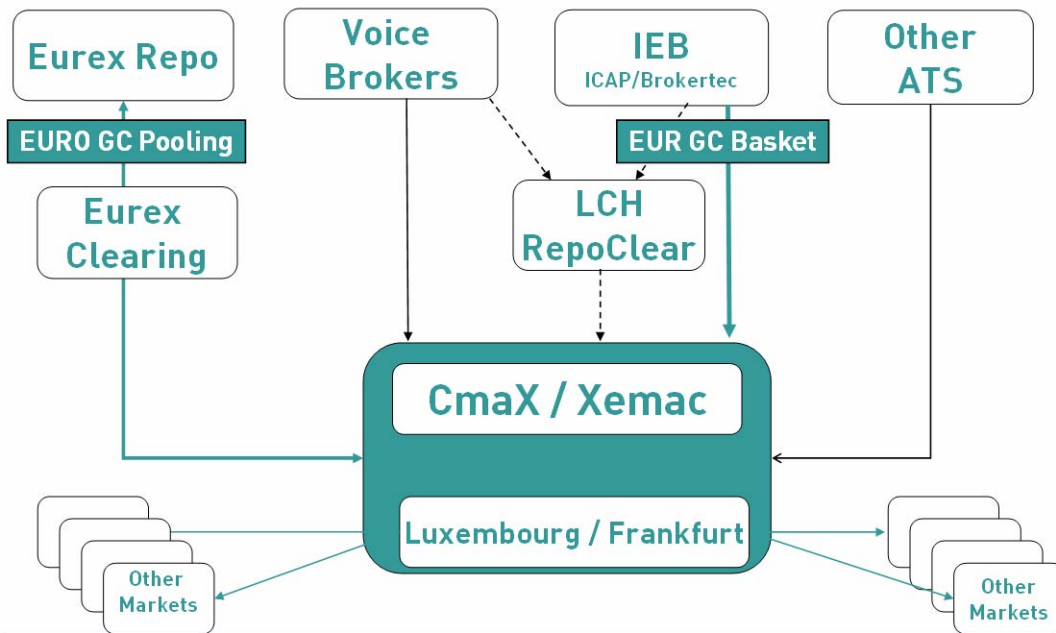 Eurex Repo
Voice
Brokers
IEB
ICAP/Brokertec
Other
ATS
EURO GC Pooling
EUR GC Basket
Eurex
Clearing
LCH
RepoClear
CmaX / Xemac
Luxembourg / Frankfurt
Other
Markets
Other
Markets